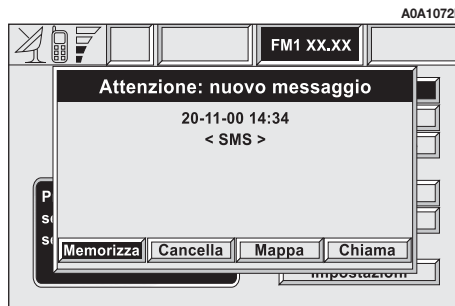 A0A1072
FM1 XX.XX
Attenzione: nuovo messaggio
20-11-00 14:34
< SMS >
Memorizza Cancella Mappa Chiama